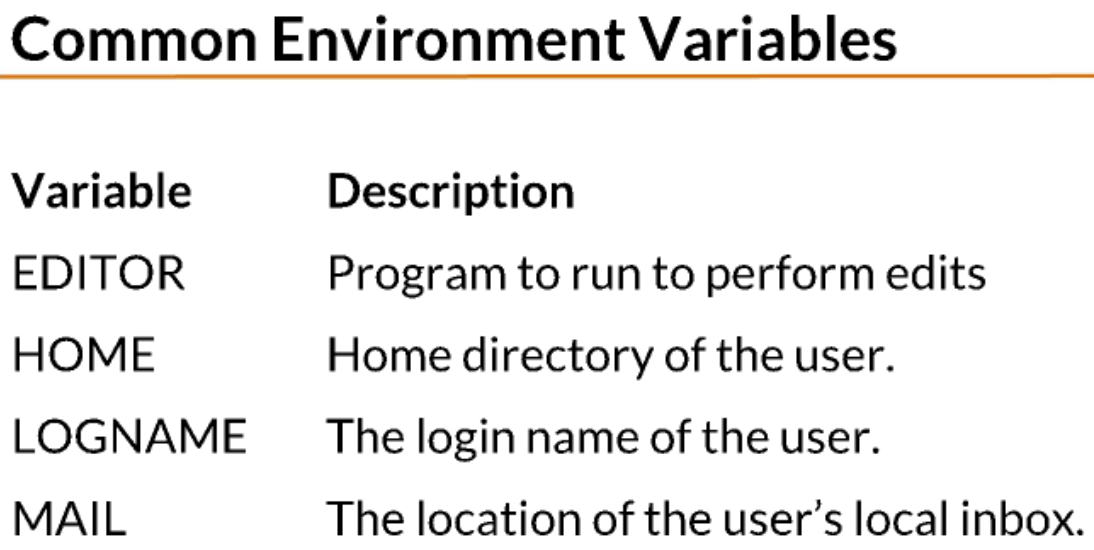 Common Environment Variables
Variable Description
EDITOR Program to run to perform edits
HOME Home directory of the user.
LOGNAME The login name of the user.
MAIL The location of the user’s local inbox.